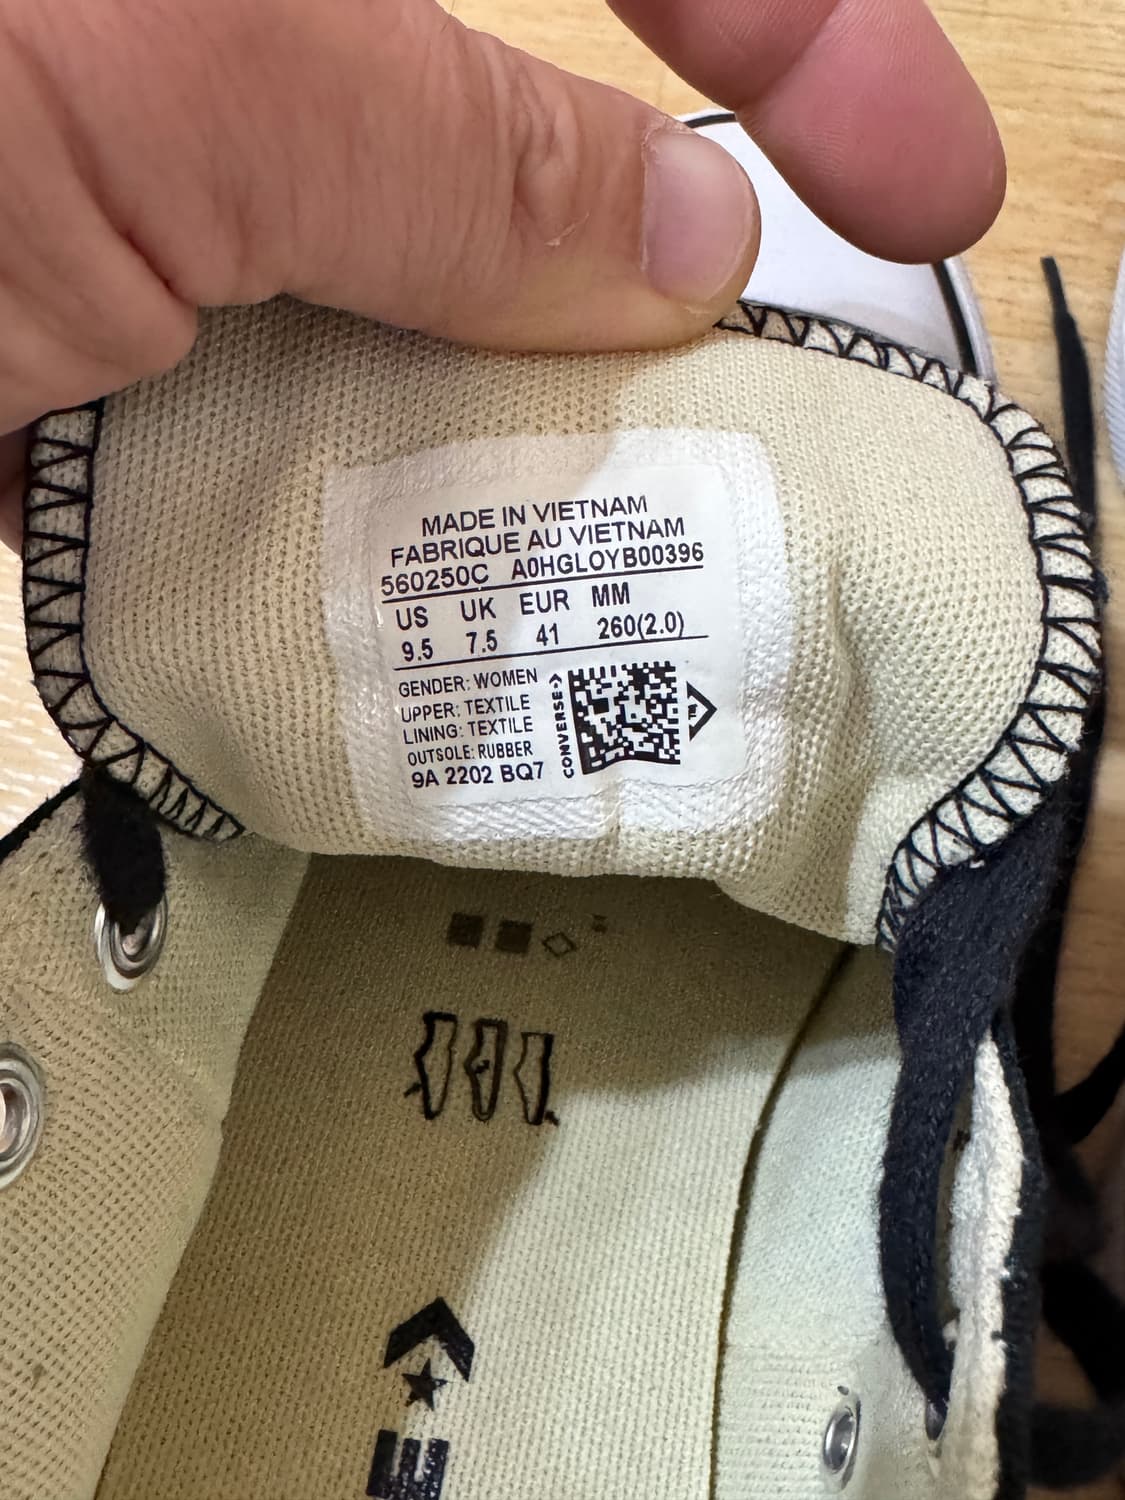 MADE IN VIETNAM
FABRIQUE AU VIETNAM
560250C A0HGLOYB00396
US UK EUR MM
9.5 7.5 41 260(2.0)
GENDER: WOMEN
UPPER: TEXTILE
LINING: TEXTILE
OUTSOLE: RUBBER
9A 2202 BQ7
CONVERSE